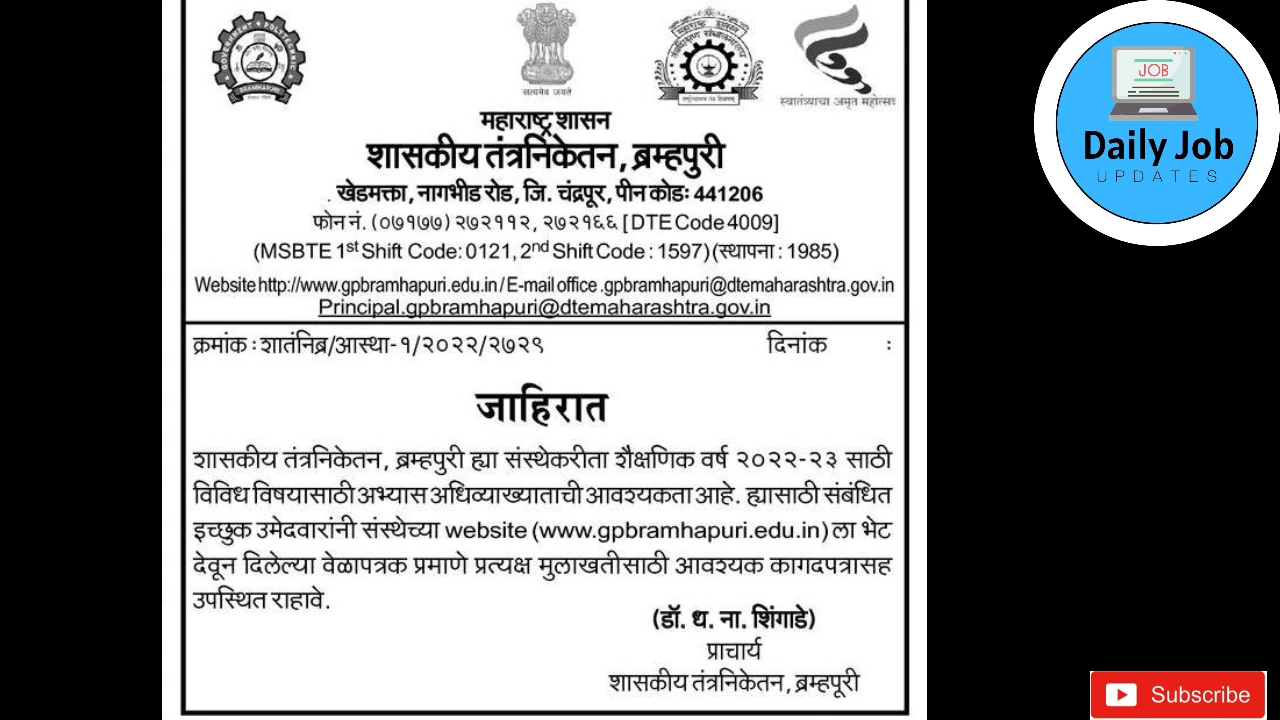 GOVERNMENT POLYTECHNIC
BRAMHAPURI
सत्यमेव जयते
महाराष्ट्र शासन
स्वातंत्र्याचा अमृत महोत्सव
महाराष्ट्र शासन
शासकीय तंत्रनिकेतन, ब्रम्हपुरी
. खेडमक्ता, नागभीड रोड, जि. चंद्रपूर, पीन कोडः 441206
फोन नं. (०७१७७) २७२११२, २७२१६६ [DTE Code 4009]
(MSBTE 1st Shift Code: 0121, 2nd Shift Code : 1597) (स्थापना : 1985)
Website http://www.gpbramhapuri.edu.in / E-mail office .gpbramhapuri@dtemaharashtra.gov.in
Principal.gpbramhapuri@dtemaharashtra.gov.in
क्रमांक : शातंनिब्र/आस्था-१/२०२२/२७२९ दिनांक :
जाहिरात
शासकीय तंत्रनिकेतन, ब्रम्हपुरी ह्या संस्थेकरीता शैक्षणिक वर्ष २०२२-२३ साठी
विविध विषयासाठी अभ्यास अधिव्याख्याताची आवश्यकता आहे. ह्यासाठी संबंधित
इच्छुक उमेदवारांनी संस्थेच्या website (www.gpbramhapuri.edu.in) ला भेट
देवून दिलेल्या वेळापत्रक प्रमाणे प्रत्यक्ष मुलाखतीसाठी आवश्यक कागदपत्रासह
उपस्थित राहावे.
(डॉ. ध. ना. शिंगाडे)
प्राचार्य
शासकीय तंत्रनिकेतन, ब्रम्हपूरी
JOB
Daily Job
UPDATES
Subscribe